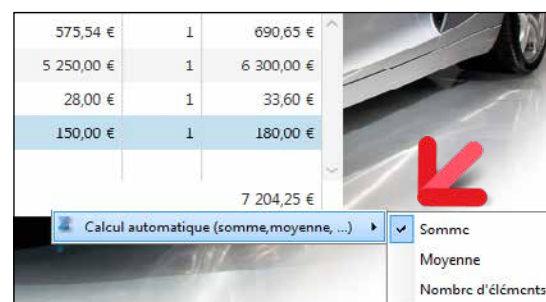 575,54 € 1 690,65 €
5 250,00 € 1 6 300,00 €
28,00 € 1 33,60 €
150,00 € 1 180,00 €
7 204,25 €
Calcul automatique (somme,moyenne, ...)
Somme
Moyenne
Nombre d'éléments